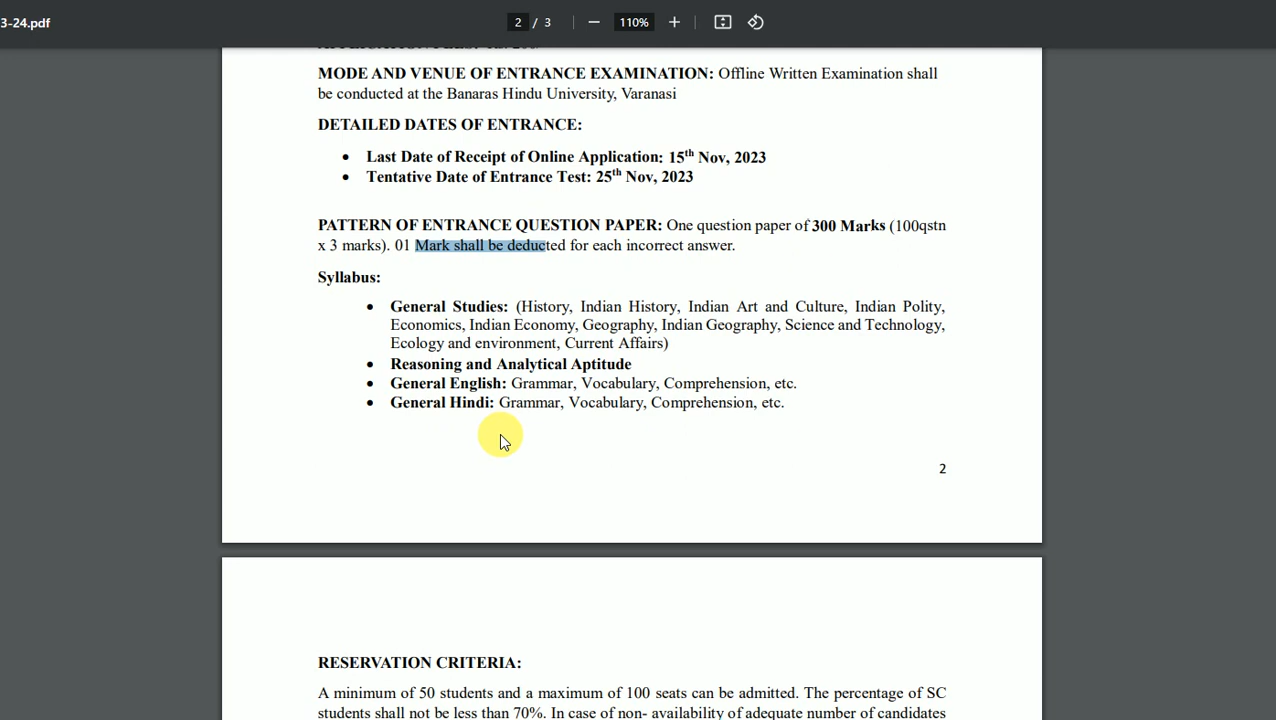 3-24.pdf
2 / 3
110%
MODE AND VENUE OF ENTRANCE EXAMINATION: Offline Written Examination shall
be conducted at the Banaras Hindu University, Varanasi
DETAILED DATES OF ENTRANCE:
• Last Date of Receipt of Online Application: 15th Nov, 2023
• Tentative Date of Entrance Test: 25th Nov, 2023
PATTERN OF ENTRANCE QUESTION PAPER: One question paper of 300 Marks (100qstn
x 3 marks). 01 Mark shall be deducted for each incorrect answer.
Syllabus:
• General Studies: (History, Indian History, Indian Art and Culture, Indian Polity,
Economics, Indian Economy, Geography, Indian Geography, Science and Technology,
Ecology and environment, Current Affairs)
• Reasoning and Analytical Aptitude
• General English: Grammar, Vocabulary, Comprehension, etc.
• General Hindi: Grammar, Vocabulary, Comprehension, etc.
2
RESERVATION CRITERIA:
A minimum of 50 students and a maximum of 100 seats can be admitted. The percentage of SC
students shall not be less than 70%. In case of non- availability of adequate number of candidates